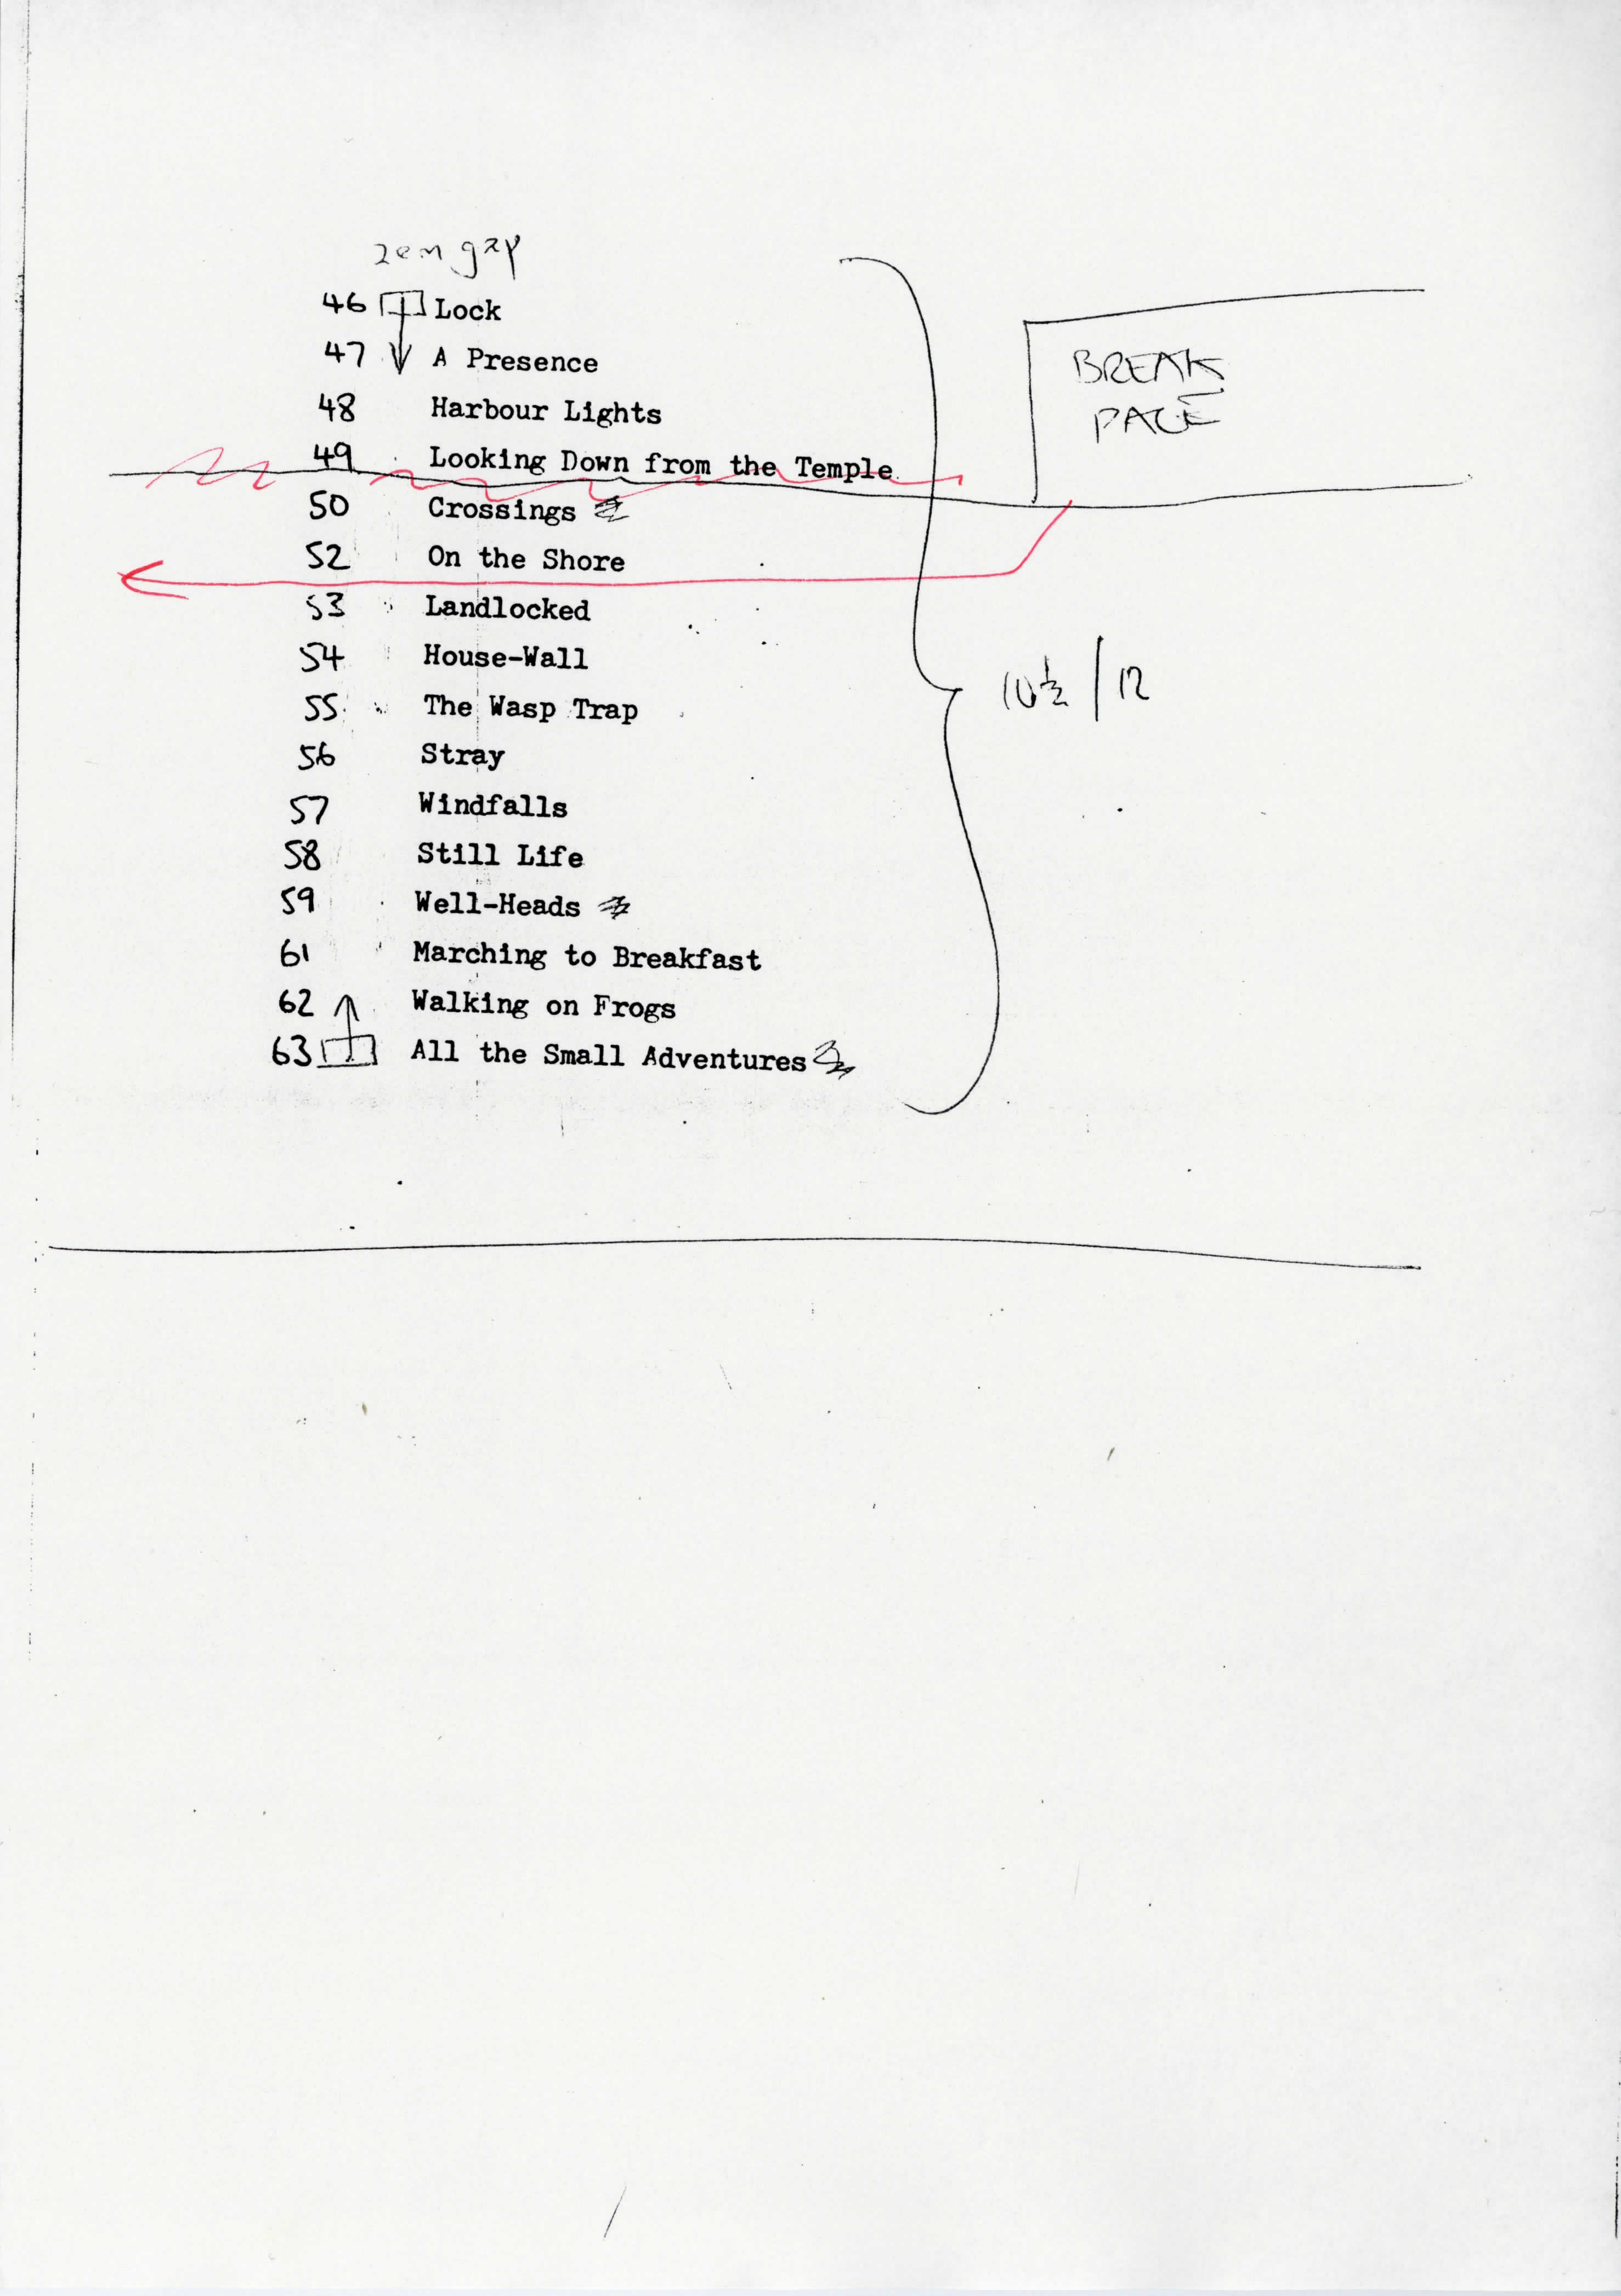 2em gap
46 Lock
47 A Presence
48 Harbour Lights
49 Looking Down from the Temple
50 Crossings
52 On the Shore
53 Landlocked
54 House-Wall
55 The Wasp Trap
56 Stray
57 Windfalls
58 Still Life
59 Well-Heads
61 Marching to Breakfast
62 Walking on Frogs
63 All the Small Adventures
BREAK
PAGE
10½/12